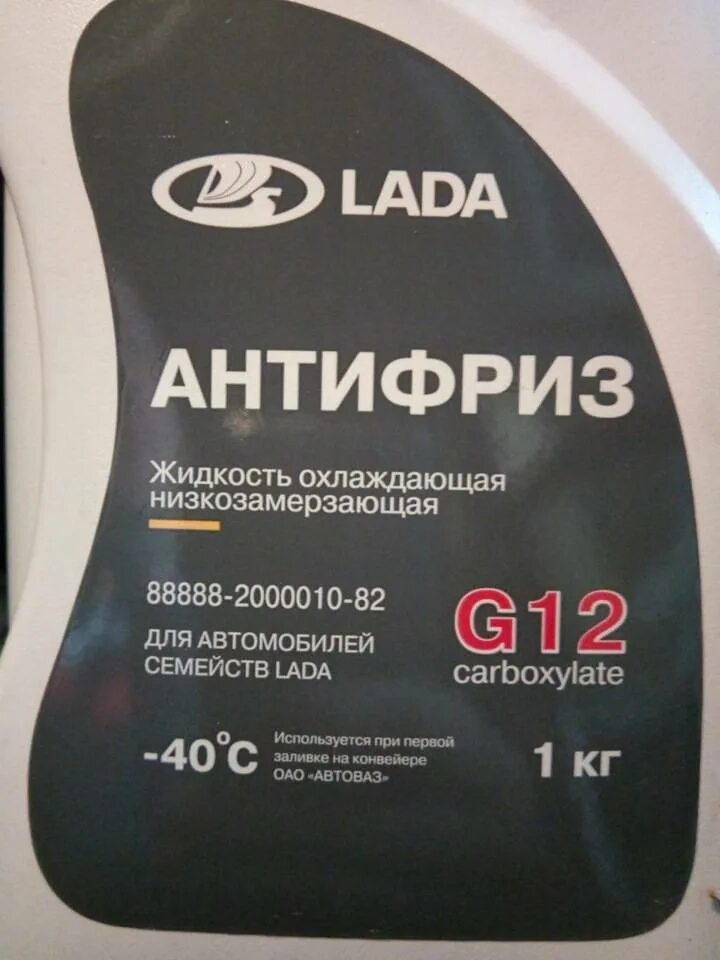 LADA
АНТИФРИЗ
Жидкость охлаждающая
низкозамерзающая
88888-2000010-82
ДЛЯ АВТОМОБИЛЕЙ
СЕМЕЙСТВ LADA
G12
carboxylate
-40°C
Используется при первой
заливке на конвейере
ОАО «АВТОВАЗ»
1 кг